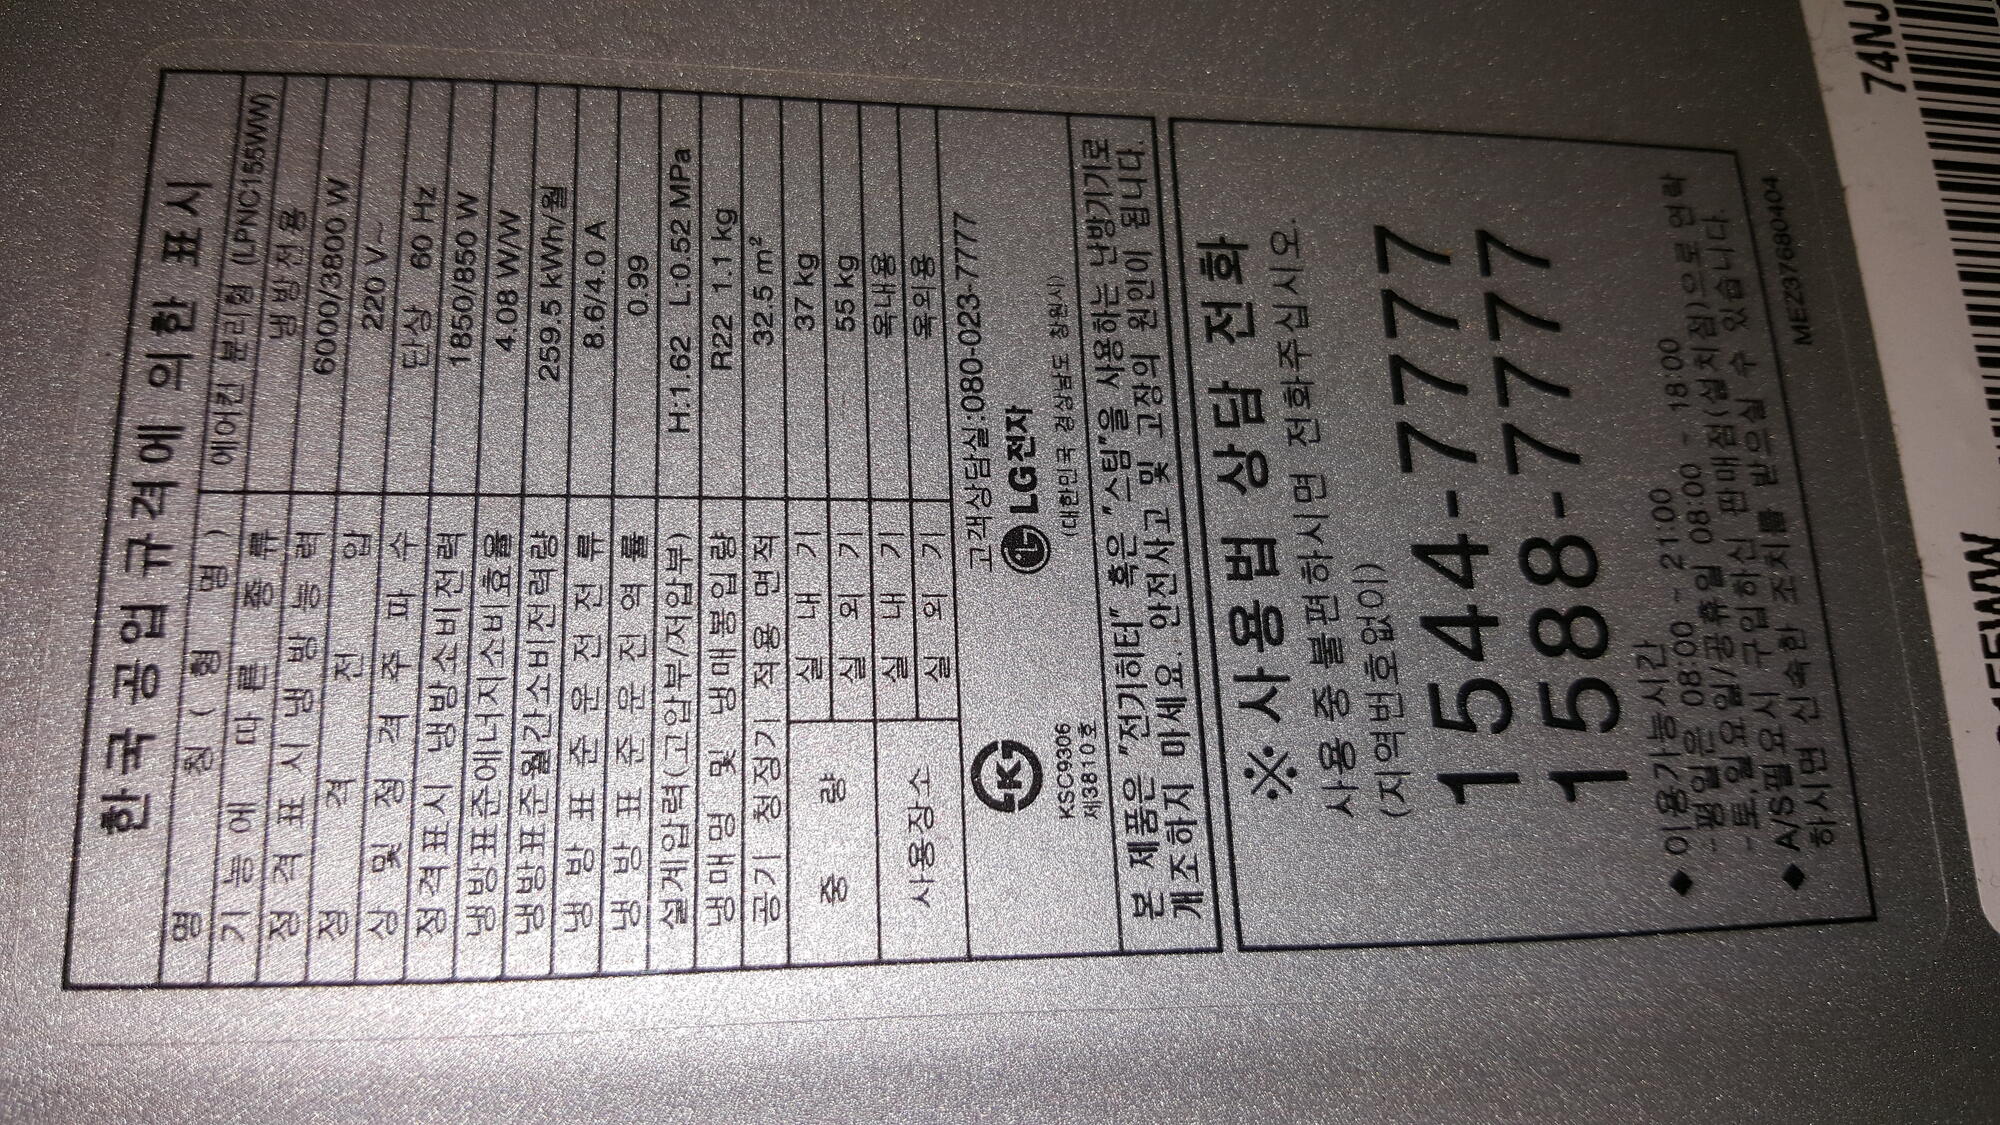 한국 공업 규격에 의한 표시
명 칭 ( 형 명 ) 에어컨 분리형 (LPNC155WW)
기 능 에 따 른 종 류 냉 방 전 용
정 격 표 시 냉 방 능 력 6000/3800 W
정 격 전 압 220 V~
상 및 정 격 주 파 수 단상 60 Hz
정격표시 냉방소비전력 1850/850 W
냉방표준에너지소비효율 4.08 W/W
냉방표준월간소비전력량 259.5 kWh/월
냉 방 표 준 운 전 전 류 8.6/4.0 A
냉 방 표 준 운 전 역 률 0.99
설계압력(고압부/저압부) H:1.62 L:0.52 MPa
냉매명 및 냉매봉입량 R22 1.1 kg
공기 청정기 적용 면적 32.5 m²
중 량 실 내 기 37 kg
실 외 기 55 kg
사용장소 실 내 기 옥내용
실 외 기 옥외용
고객상담실:080-023-7777
LG전자
KSC9306
제3810호
(대한민국 경상남도 창원시)
본 제품은 "전기히터" 혹은 "스팀"을 사용하는 난방기기로
개조하지 마세요. 안전사고 및 고장의 원인이 됩니다.
※ 사용법 상담 전화
사용 중 불편하시면 전화주십시오.
(지역번호없이)
1544-7777
1588-7777
◆ 이용가능시간
- 평일은 08:00 - 21:00
- 토,일요일/공휴일 08:00 - 18:00
◆ A/S필요시 구입하신 판매점(설치점)으로 연락
하시면 신속한 조치를 받으실 수 있습니다.
ME23768040​4
74NJ
155WW